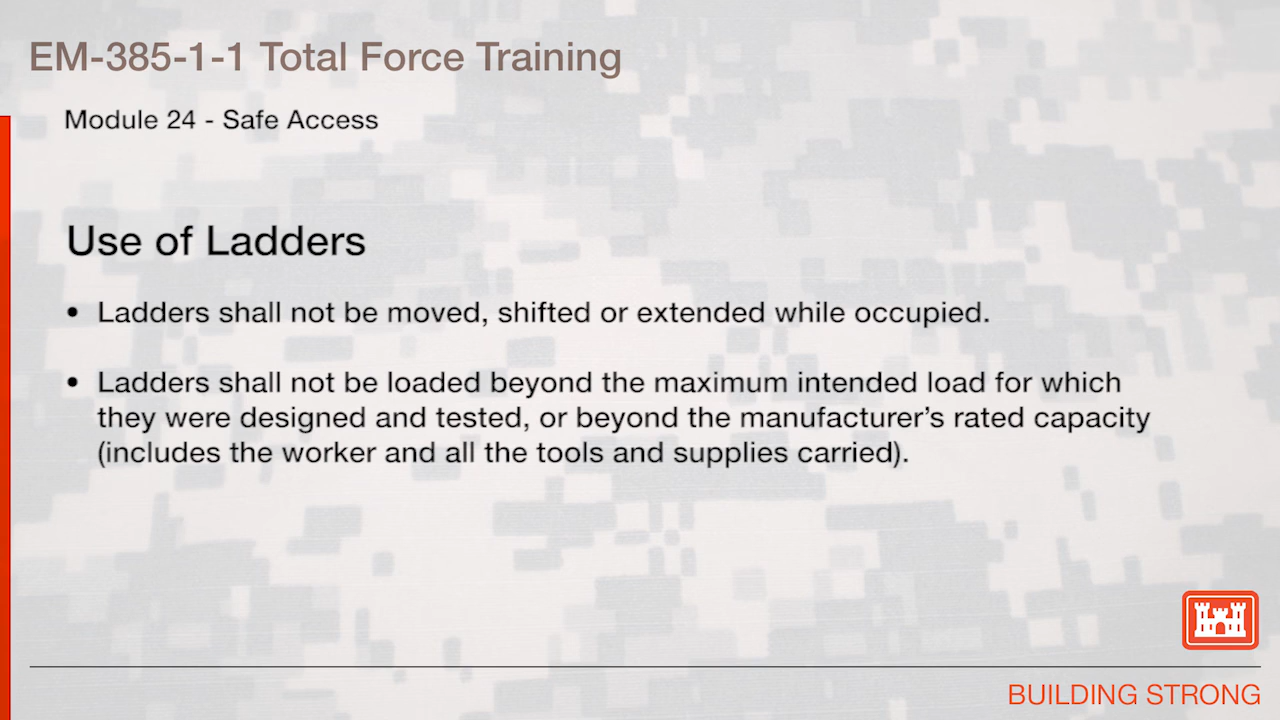 EM-385-1-1 Total Force Training
Module 24 - Safe Access
Use of Ladders
• Ladders shall not be moved, shifted or extended while occupied.
• Ladders shall not be loaded beyond the maximum intended load for which
they were designed and tested, or beyond the manufacturer’s rated capacity
(includes the worker and all the tools and supplies carried).
BUILDING STRONG